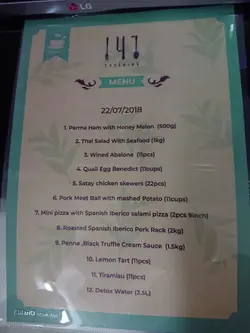 LG
147
CATERING
MENU
22/07/2018
1. Parma Ham with Honey Melon (500g)
2. Thai Salad With Seafood (1kg)
3. Wined Abalone (11pcs)
4. Quail Egg Benedict (11cups)
5. Satay chicken skewers (22pcs)
6. Pork Meet Ball with mashed Potato (11cups)
7. Mini pizza with Spanish Iberico salami pizza (2pcs 9inch)
8. Roasted Spanish Iberico Pork Rack (2kg)
9. Penne ,Black Truffle Cream Sauce (1.5kg)
10. Lemon Tart (11pcs)
11. Tiramisu (11pcs)
12. Detox Water (3.5L)